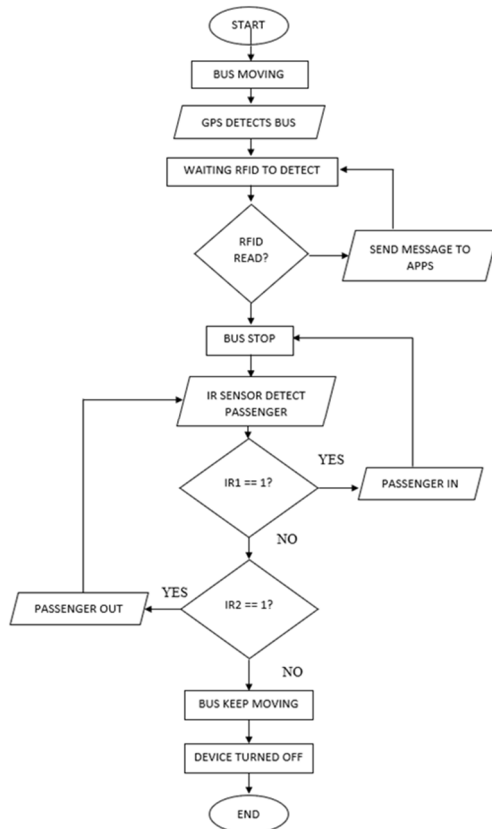 START
BUS MOVING
GPS DETECTS BUS
WAITING RFID TO DETECT
RFID
READ?
SEND MESSAGE TO
APPS
BUS STOP
IR SENSOR DETECT
PASSENGER
IR1 == 1?
YES
PASSENGER IN
NO
IR2 == 1?
YES
PASSENGER OUT
NO
BUS KEEP MOVING
DEVICE TURNED OFF
END